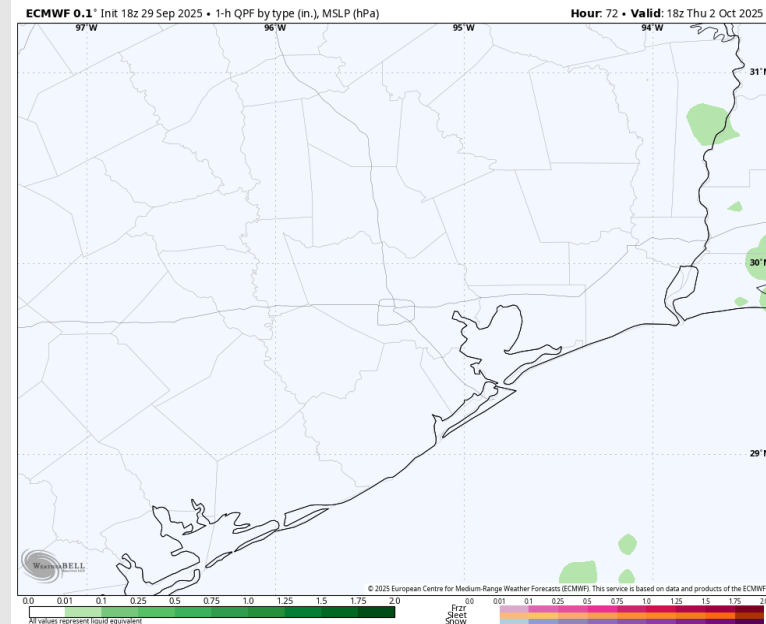 ECMWF 0.1° Init 18z 29 Sep 2025 • 1-h QPF by type (in.), MSLP (hPa)
Hour: 72 • Valid: 18z Thu 2 Oct 2025
97°W 96°W 95°W 94°W
31°N
30°N
29°N
WEATHERBELL
© 2025 European Centre for Medium-Range Weather Forecasts (ECMWF). This service is based on data and products of the ECMWF
0.0 0.01 0.1 0.25 0.5 0.75 1.0 1.25 1.5 1.75 2.0
0.0 0.01 0.1 0.25 0.5 0.75 1.0 1.25 1.5 1.75 2.0
All values represent liquid equivalent
Frzr
Sleet
Snow